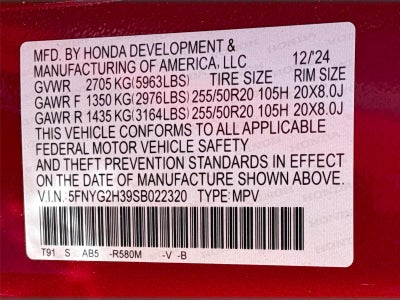 MFD. BY HONDA DEVELOPMENT &
MANUFACTURING OF AMERICA, LLC 12/'24
GVWR 2705 KG(5963LBS) TIRE SIZE RIM SIZE
GAWR F 1350 KG(2976LBS) 255/50R20 105H 20X8.0J
GAWR R 1435 KG(3164LBS) 255/50R20 105H 20X8.0J
THIS VEHICLE CONFORMS TO ALL APPLICABLE
FEDERAL MOTOR VEHICLE SAFETY
AND THEFT PREVENTION STANDARDS IN EFFECT
ON THE DATE OF MANUFACTURE SHOWN ABOVE.
V.I.N.: 5FNYG2H39SB022320 TYPE: MPV
T91 S AB5 -R580M -V -B